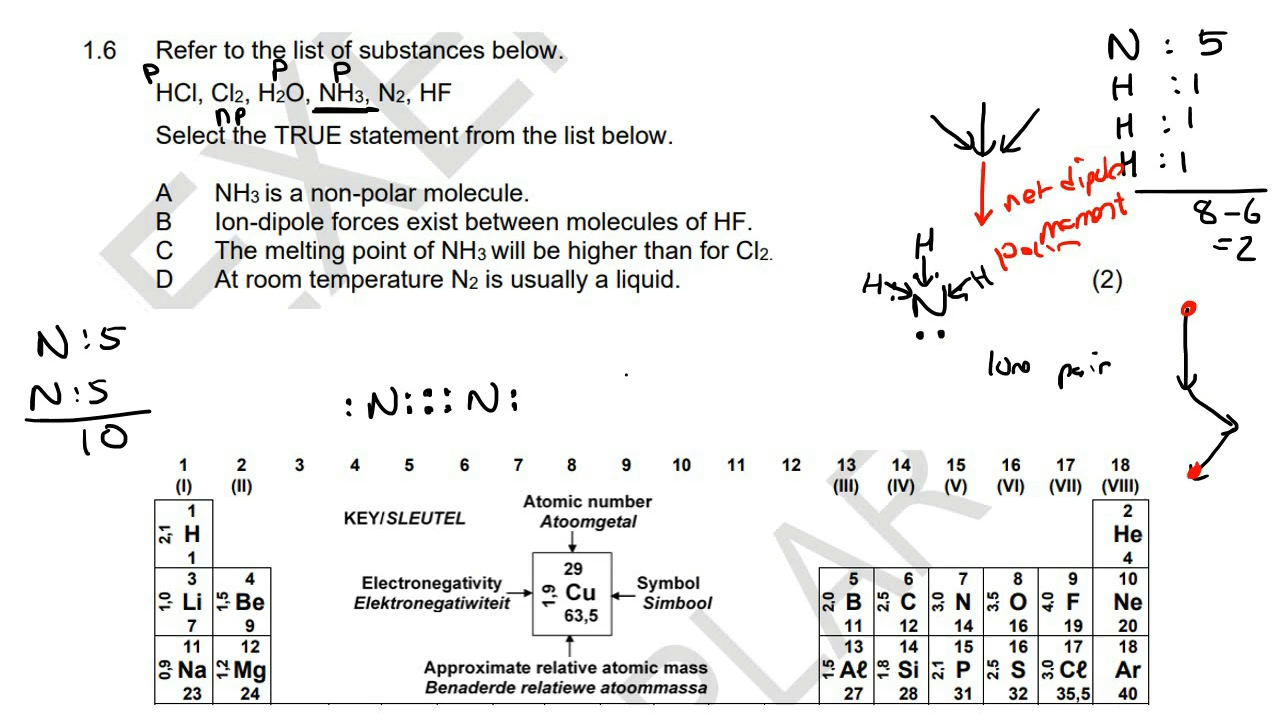 1.6 Refer to the list of substances below.
P P P
HCl, Cl2, H2O, NH3, N2, HF
np
Select the TRUE statement from the list below.
A NH3 is a non-polar molecule.
B Ion-dipole forces exist between molecules of HF.
C The melting point of NH3 will be higher than for Cl2.
D At room temperature N2 is usually a liquid.
(2)
N : 5
H : 1
H : 1
H : 1
8 - 6
= 2
net dipole
moment
H
H N H
lone pair
N : 5
N : 5
10
: N ⋮⋮ N :
1 2 3 4 5 6 7 8 9 10 11 12 13 14 15 16 17 18
(I) (II) (III) (IV) (V) (VI) (VII) (VIII)
KEY/SLEUTEL
Atomic number
Atoomgetal
Electronegativity
Elektronegatiwiteit
29
1,9 Cu
63,5
Symbol
Simbool
Approximate relative atomic mass
Benaderde relatiewe atoommassa
1 2
2,1 H He
1 4
3 4 5 6 7 8 9 10
1,0 Li 1,5 Be 2,0 B 2,5 C 3,0 N 3,5 O 4,0 F Ne
7 9 11 12 14 16 19 20
11 12 13 14 15 16 17 18
0,9 Na 1,2 Mg 1,5 Aℓ 1,8 Si 2,1 P 2,5 S 3,0 Cℓ Ar
23 24 27 28 31 32 35,5 40